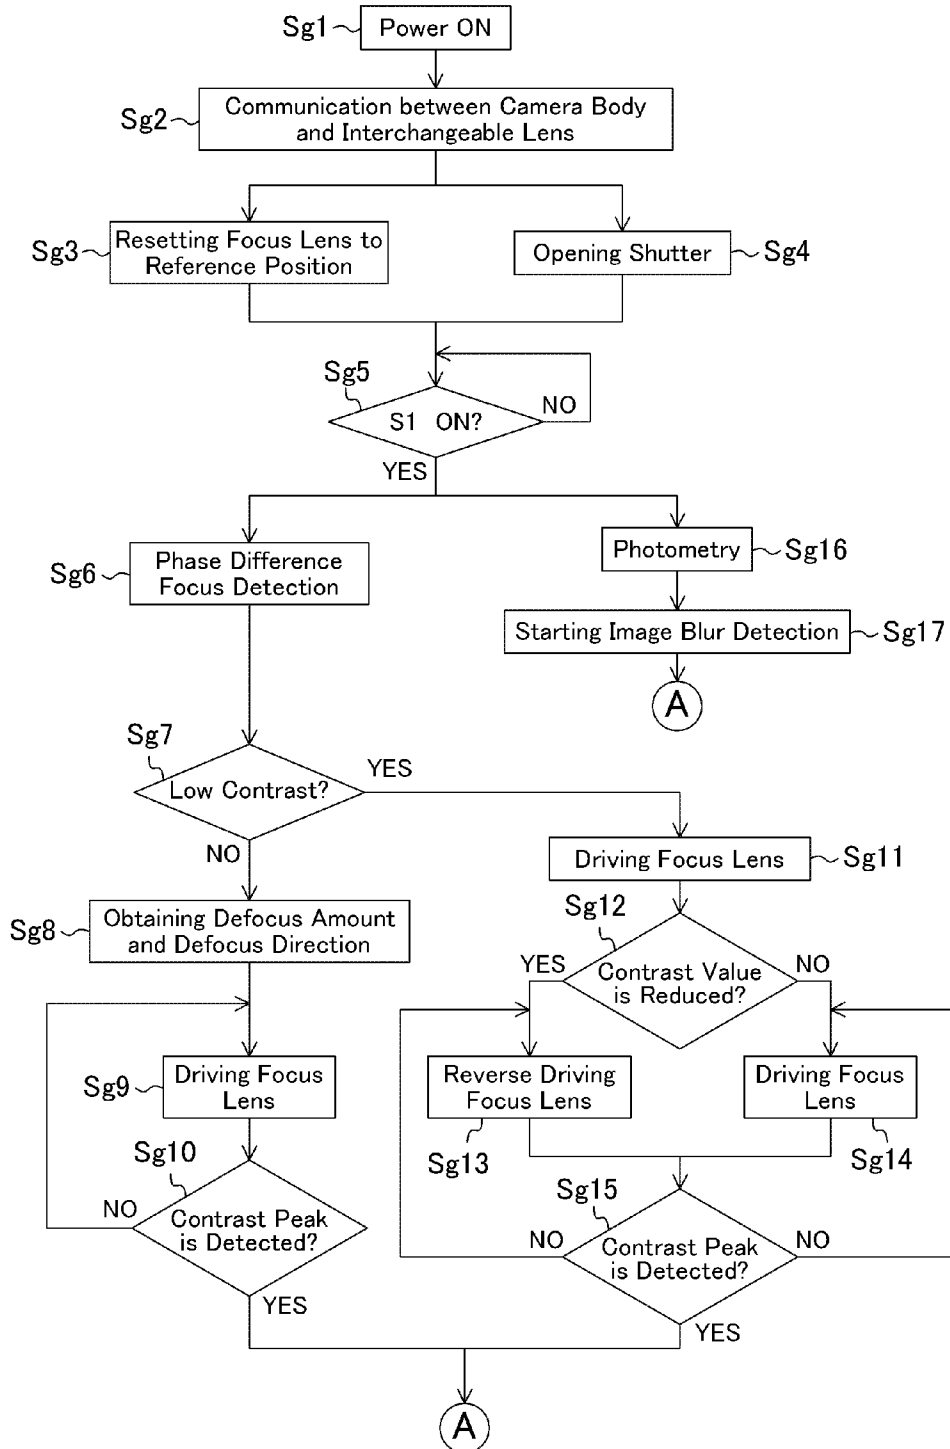 Sg1
Power ON
Sg2
Communication between Camera Body
and Interchangeable Lens
Sg3
Resetting Focus Lens to
Reference Position
Opening Shutter
Sg4
Sg5
S1 ON?
NO
YES
Sg6
Phase Difference
Focus Detection
Photometry
Sg16
Starting Image Blur Detection
Sg17
A
Sg7
Low Contrast?
YES
NO
Driving Focus Lens
Sg11
Sg8
Obtaining Defocus Amount
and Defocus Direction
Sg12
Contrast Value
is Reduced?
YES
NO
Sg9
Driving Focus
Lens
Reverse Driving
Focus Lens
Sg13
Driving Focus
Lens
Sg14
Sg10
Contrast Peak
is Detected?
NO
YES
Sg15
Contrast Peak
is Detected?
NO
NO
YES
A